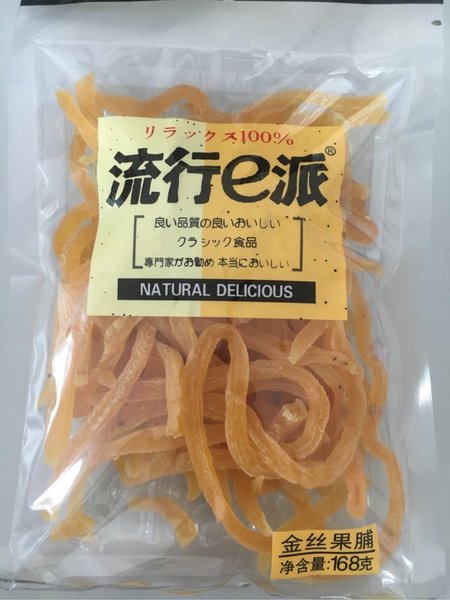 リラックス100%
流行e派®
良い品質の良いおいしい
クラシック食品
専門家がお勧め 本当においしい
NATURAL DELICIOUS
金丝果脯
净含量:168克